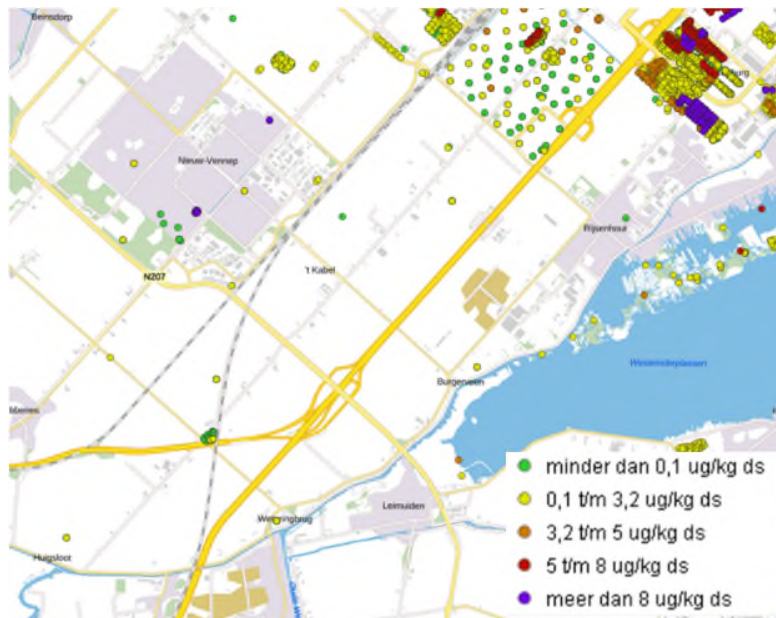 Beinsdorp
Nieuw-Vennep
Rijsenhout
't Kabel
N207
Westeinderplassen
Burgerveen
Leimuiden
Weteringbrug
Huigsloot
minder dan 0,1 ug/kg ds
0,1 t/m 3,2 ug/kg ds
3,2 t/m 5 ug/kg ds
5 t/m 8 ug/kg ds
meer dan 8 ug/kg ds